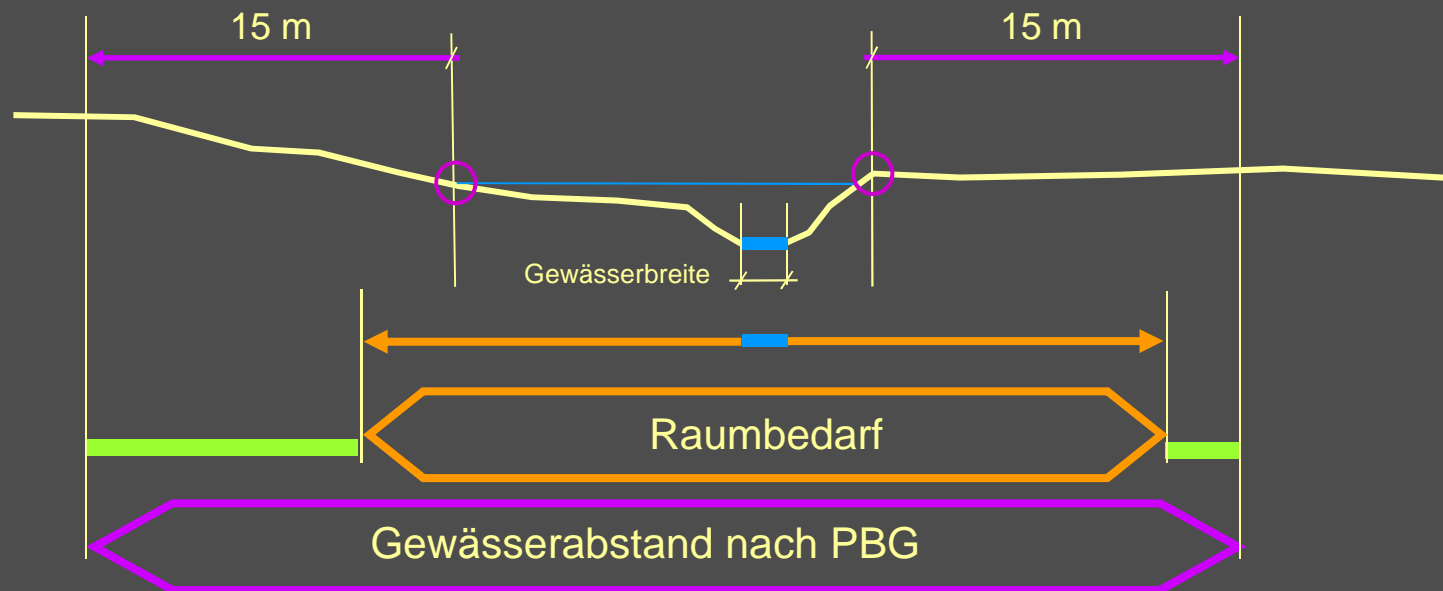 15 m
15 m
Gewässerbreite
Raumbedarf
Gewässerabstand nach PBG